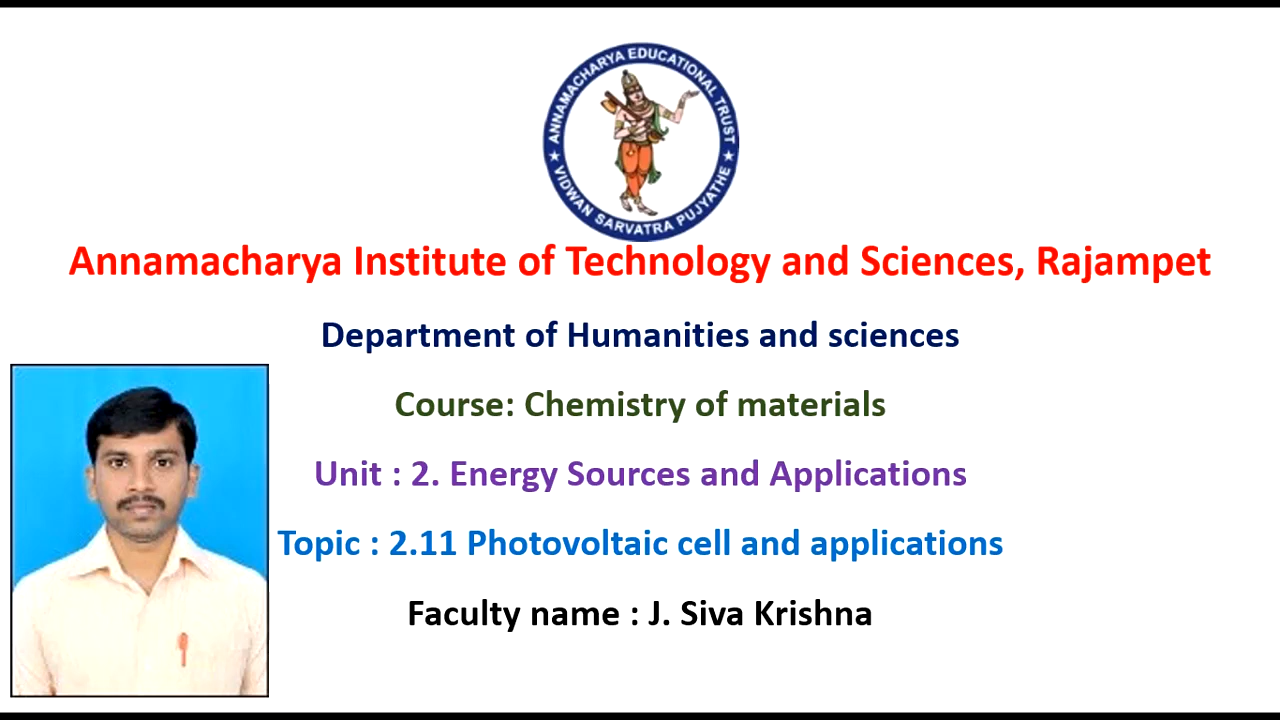 ANNAMACHARYA EDUCATIONAL TRUST
★ VIDWAN SARVATRA PUJYATHE ★
Annamacharya Institute of Technology and Sciences, Rajampet
Department of Humanities and sciences
Course: Chemistry of materials
Unit : 2. Energy Sources and Applications
Topic : 2.11 Photovoltaic cell and applications
Faculty name : J. Siva Krishna